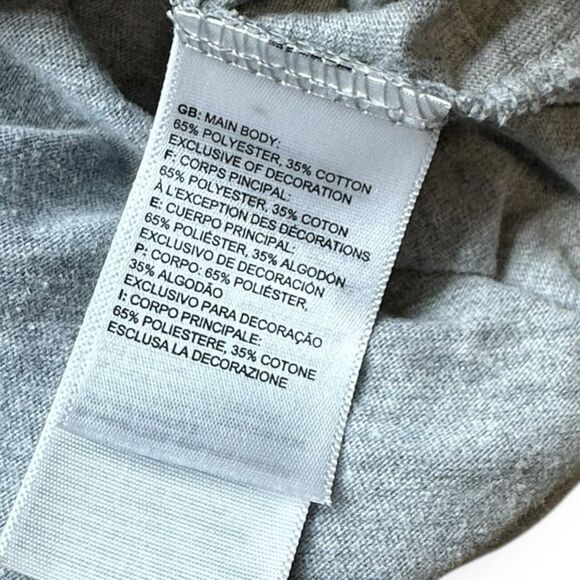 GB: MAIN BODY:
65% POLYESTER, 35% COTTON
EXCLUSIVE OF DECORATION
F: CORPS PINCIPAL:
65% POLYESTER, 35% COTON
À L'EXCEPTION DES DÉCORATIONS
E: CUERPO PRINCIPAL:
65% POLIÉSTER, 35% ALGODÓN
EXCLUSIVO DE DECORACIÓN
P: CORPO: 65% POLIÉSTER,
35% ALGODÃO
EXCLUSIVO PARA DECORAÇÃO
I: CORPO PRINCIPALE:
65% POLIESTERE, 35% COTONE
ESCLUSA LA DECORAZIONE